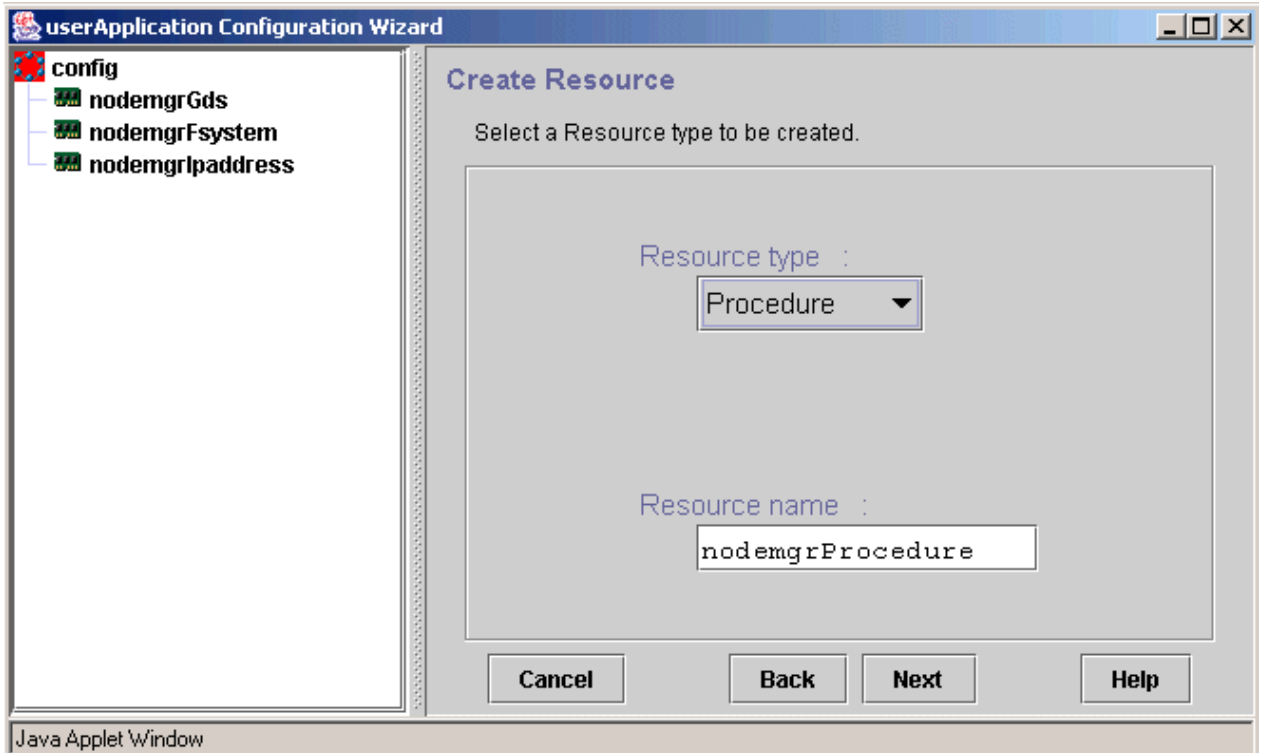 userApplication Configuration Wizard
config
nodemgrGds
nodemgrFsystem
nodemgrIpaddress
Create Resource
Select a Resource type to be created.
Resource type :
Procedure
Resource name :
nodemgrProcedure
Cancel Back Next Help
Java Applet Window